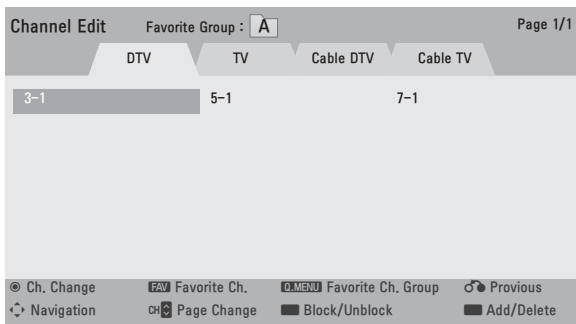 Channel Edit Favorite Group : A Page 1/1
DTV TV Cable DTV Cable TV
3-1 5-1 7-1
Ch. Change FAV Favorite Ch. Q.MENU Favorite Ch. Group Provious
Navigation CH Page Change Block/Unblock Add/Delete